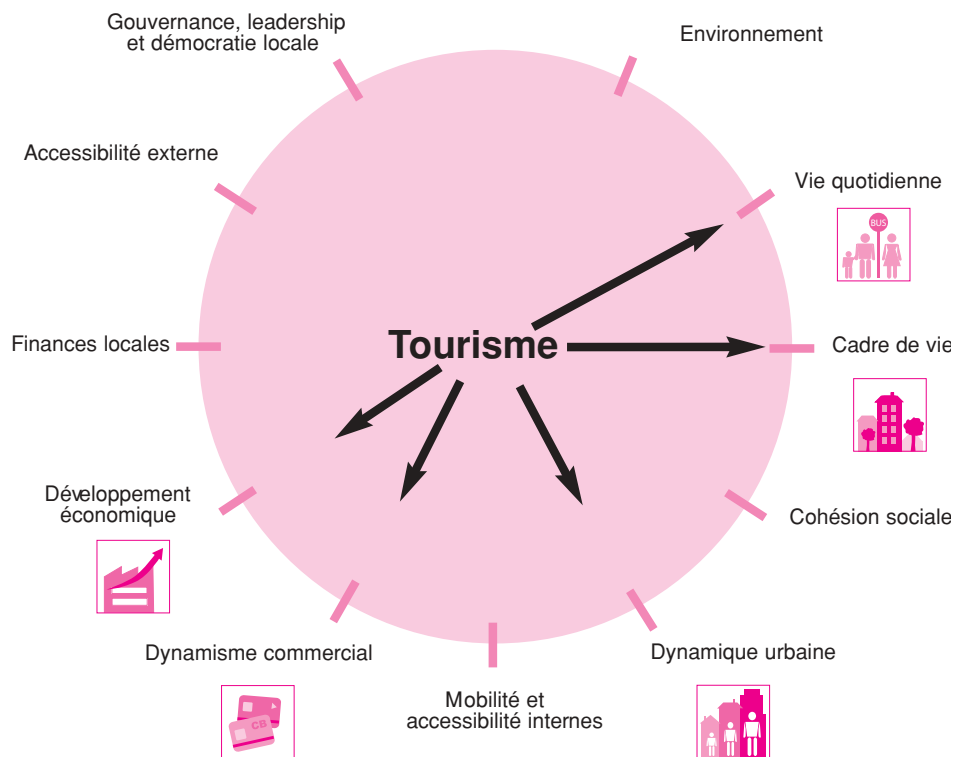 Gouvernance, leadership
et démocratie locale
Environnement
Accessibilité externe
Vie quotidienne
BUS
Tourisme
Finances locales
Cadre de vie
Développement
économique
Cohésion sociale
Dynamisme commercial
Dynamique urbaine
Mobilité et
accessibilité internes
CB